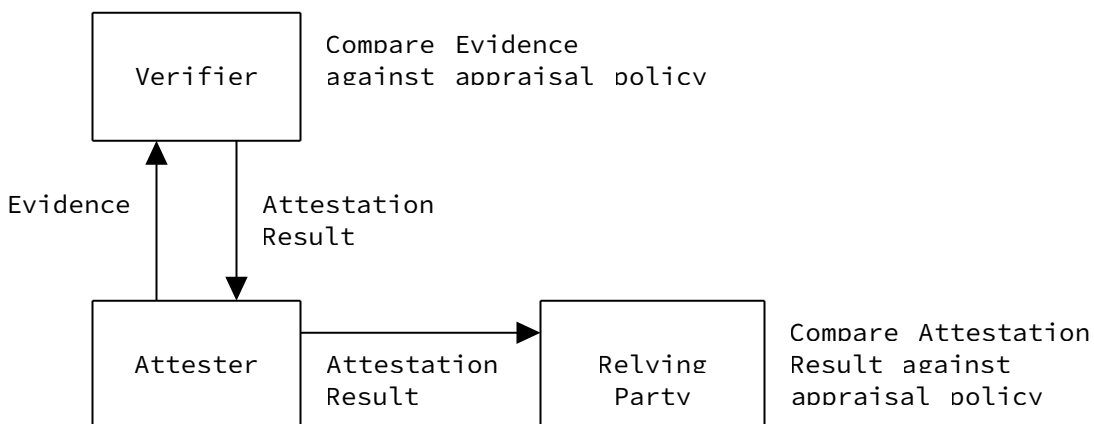 Compare Evidence
against appraisal policy
Verifier
Evidence
Attestation
Result
Attester
Attestation
Result
Relying
Party
Compare Attestation
Result against
appraisal policy